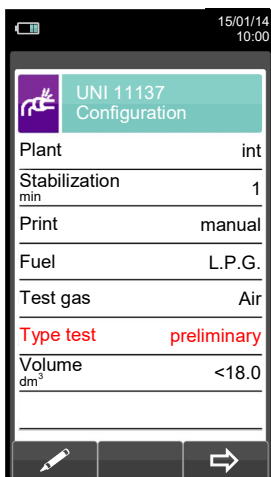 15/01/14
10:00
UNI 11137
Configuration
Plant int
Stabilization 1
min
Print manual
Fuel L.P.G.
Test gas Air
Type test preliminary
Volume <18.0
dm³